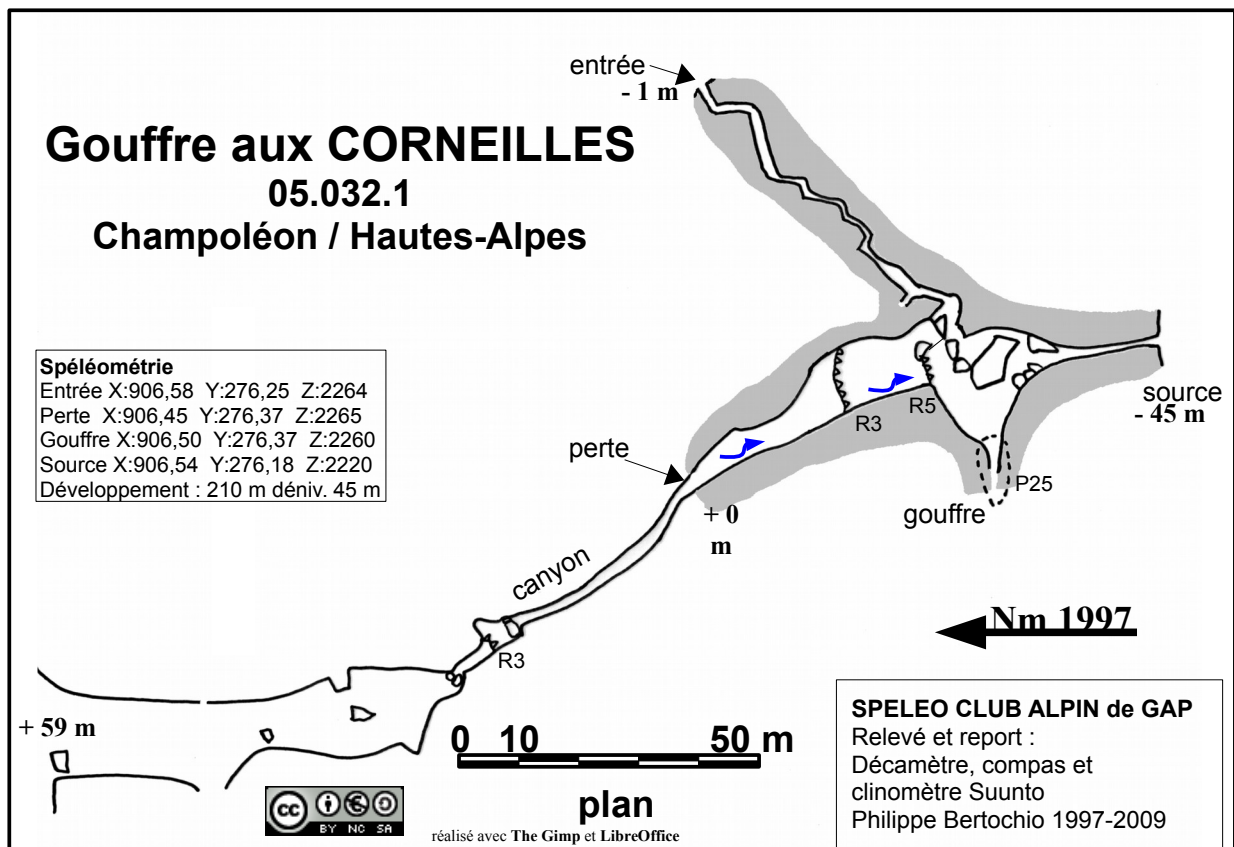 entrée
- 1 m
Gouffre aux CORNEILLES
05.032.1
Champoléon / Hautes-Alpes
Spéléométrie
Entrée X:906,58 Y:276,25 Z:2264
Perte X:906,45 Y:276,37 Z:2265
Gouffre X:906,50 Y:276,37 Z:2260
Source X:906,54 Y:276,18 Z:2220
Développement : 210 m déniv. 45 m
source
- 45 m
R3
R5
perte
P25
gouffre
+ 0
m
canyon
Nm 1997
R3
+ 59 m
0 10 50 m
plan
réalisé avec The Gimp et LibreOffice
cc
BY NC SA
SPELEO CLUB ALPIN de GAP
Relevé et report :
Décamètre, compas et
clinomètre Suunto
Philippe Bertochio 1997-2009